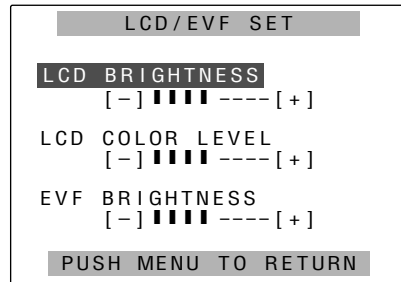 LCD/EVF SET
LCD BRIGHTNESS
[-]▮▮▮▮----[+]
LCD COLOR LEVEL
[-]▮▮▮▮----[+]
EVF BRIGHTNESS
[-]▮▮▮▮----[+]
PUSH MENU TO RETURN